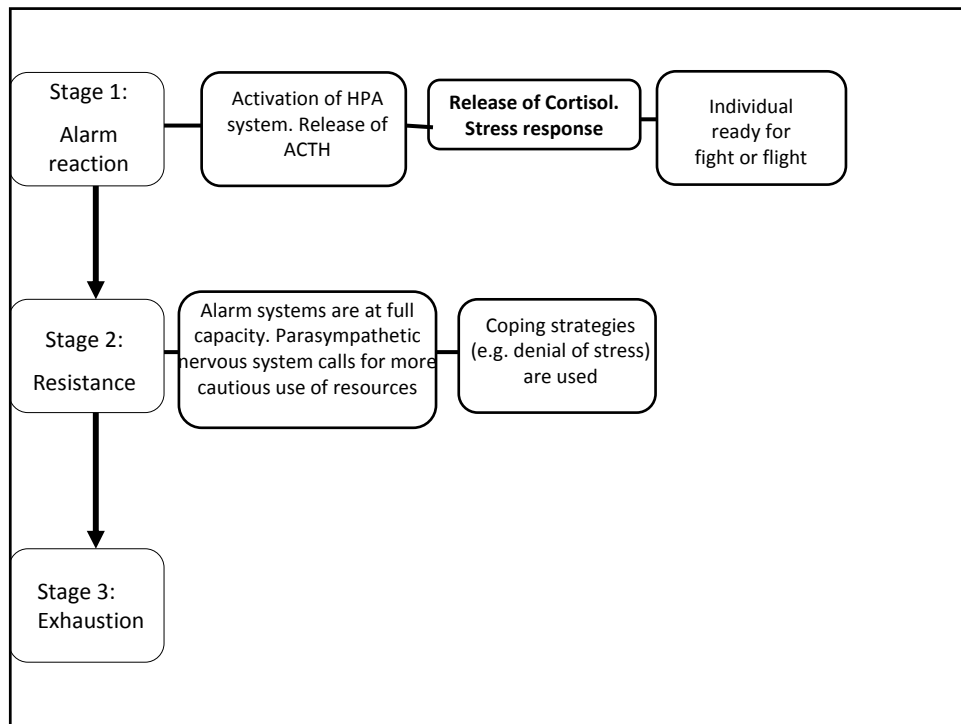 Stage 1:
Alarm
reaction
Activation of HPA
system. Release of
ACTH
Release of Cortisol.
Stress response
Individual
ready for
fight or flight
Stage 2:
Resistance
Alarm systems are at full
capacity. Parasympathetic
nervous system calls for more
cautious use of resources
Coping strategies
(e.g. denial of stress)
are used
Stage 3:
Exhaustion